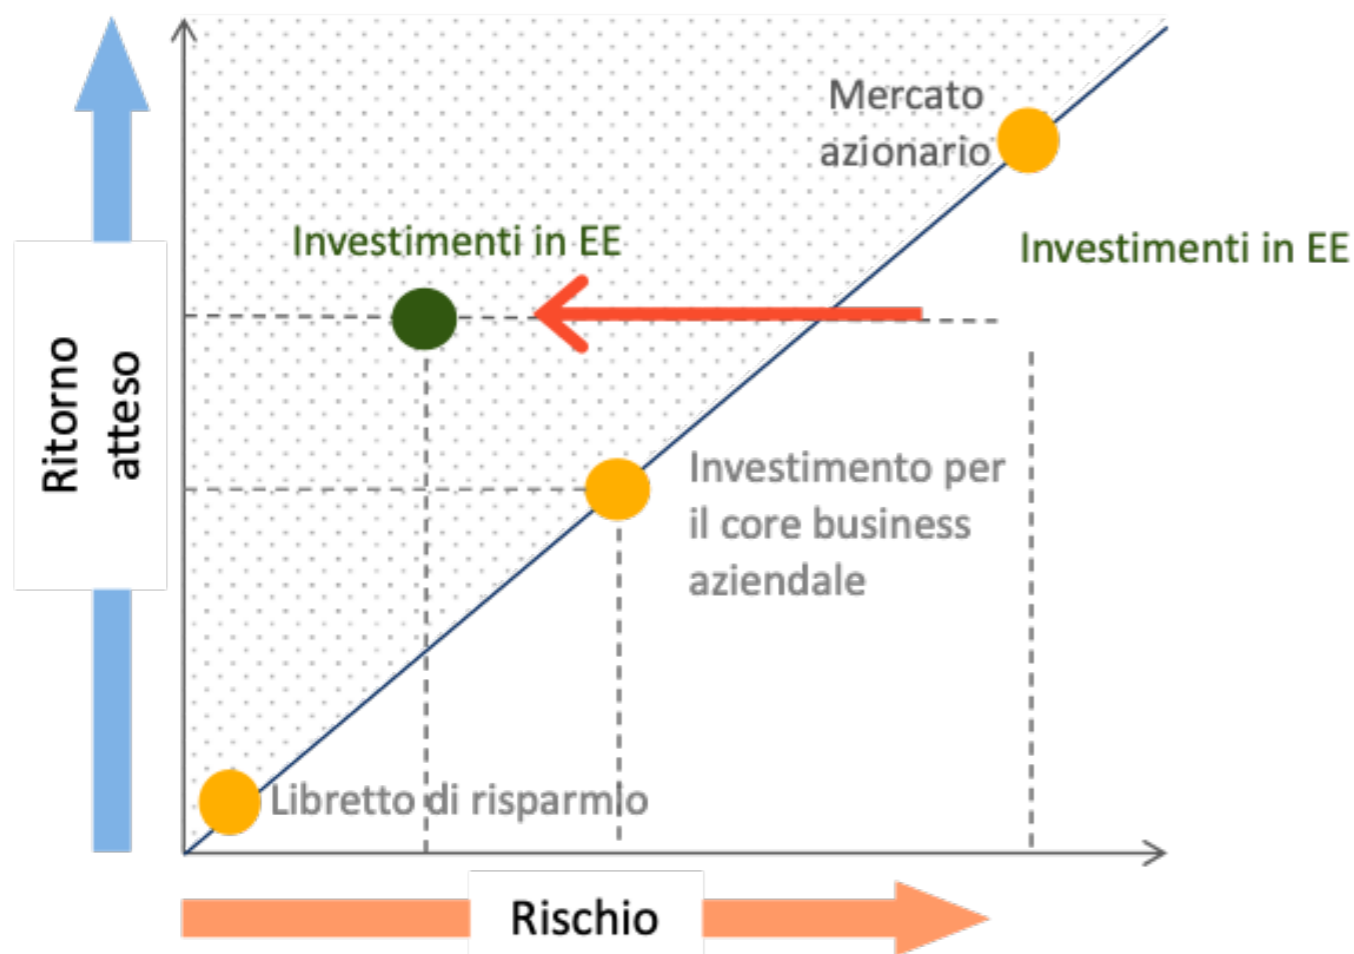 Mercato
azionario
Investimenti in EE
Investimenti in EE
Ritorno
atteso
Investimento per
il core business
aziendale
Libretto di risparmio
Rischio